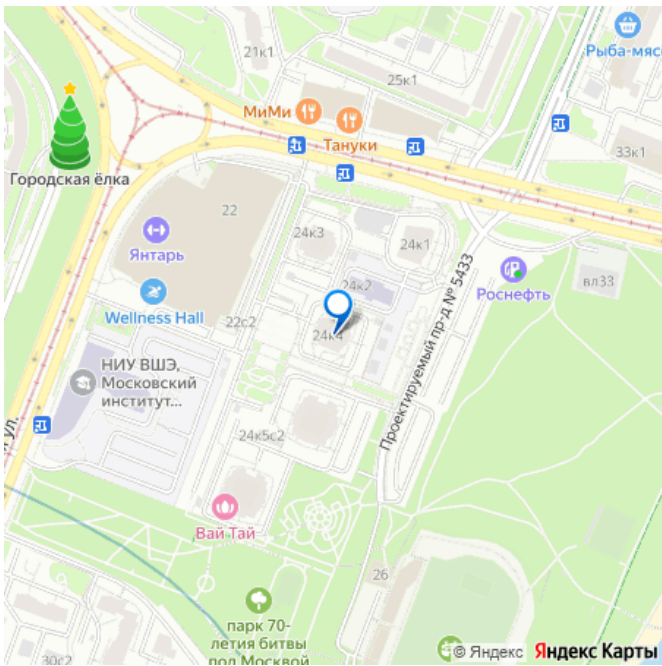 21к1
25к1
Рыба-мясо
МиМи
Тануки
33к1
Городская ёлка
22
24к3
24к1
Янтарь
24к2
Роснефть
вл33
Проектируемый пр-д № 5433
Wellness Hall
22с2
24к4
НИУ ВШЭ,
Московский
институт...
ул.
24к5с2
Вай Тай
26
парк 70-
летия битвы
под Москвой
30с2
© Яндекс Яндекс Карты